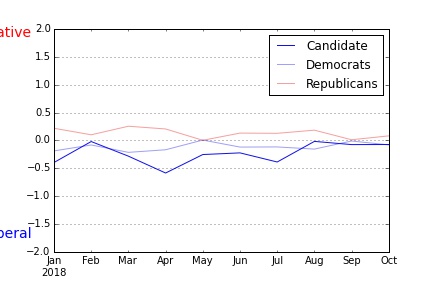 ative
2.0
1.5
1.0
0.5
0.0
−0.5
−1.0
−1.5
−2.0
beral
Candidate
Democrats
Republicans
Jan Feb Mar Apr May Jun Jul Aug Sep Oct
2018